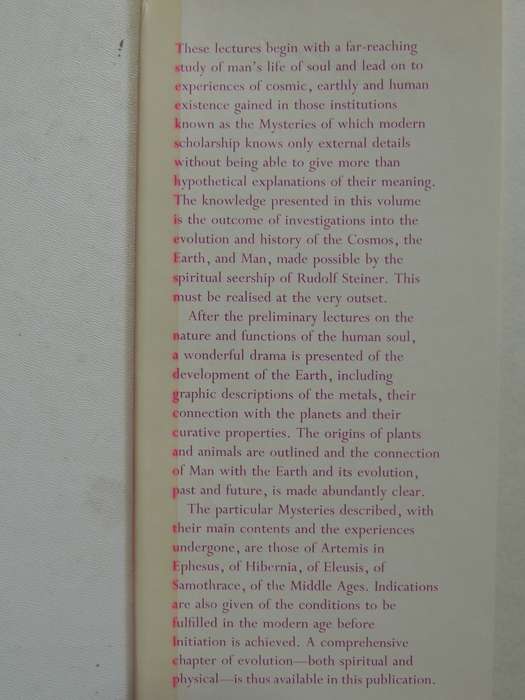 These lectures begin with a far-reaching
study of man's life of soul and lead on to
experiences of cosmic, earthly and human
existence gained in those institutions
known as the Mysteries of which modern
scholarship knows only external details
without being able to give more than
hypothetical explanations of their meaning.
The knowledge presented in this volume
is the outcome of investigations into the
evolution and history of the Cosmos, the
Earth, and Man, made possible by the
spiritual seership of Rudolf Steiner. This
must be realised at the very outset.
After the preliminary lectures on the
nature and functions of the human soul,
a wonderful drama is presented of the
development of the Earth, including
graphic descriptions of the metals, their
connection with the planets and their
curative properties. The origins of plants
and animals are outlined and the connection
of Man with the Earth and its evolution,
past and future, is made abundantly clear.
The particular Mysteries described, with
their main contents and the experiences
undergone, are those of Artemis in
Ephesus, of Hibernia, of Eleusis, of
Samothrace, of the Middle Ages. Indications
are also given of the conditions to be
fulfilled in the modern age before
Initiation is achieved. A comprehensive
chapter of evolution—both spiritual and
physical—is thus available in this publication.